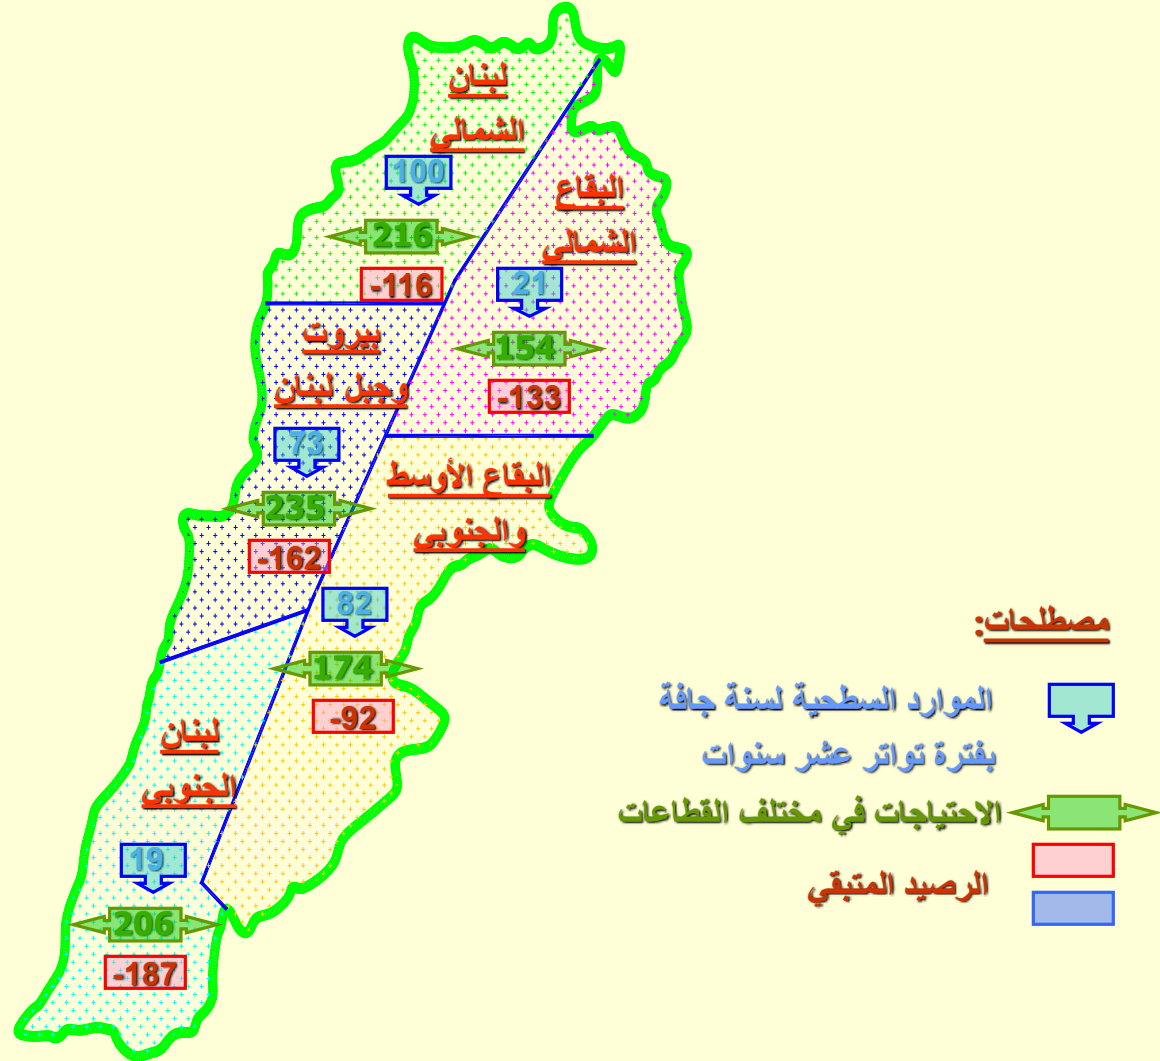 لبنان
الشمالي
100
216
-116
البقاع
الشمالي
21
154
-133
بيروت
وجبل لبنان
73
235
-162
البقاع الأوسط
والجنوبي
82
174
-92
لبنان
الجنوبي
19
206
-187
مصطلحات:
الموارد السطحية لسنة جافة
بفترة تواتر عشر سنوات
الاحتياجات في مختلف القطاعات
الرصيد المتبقي